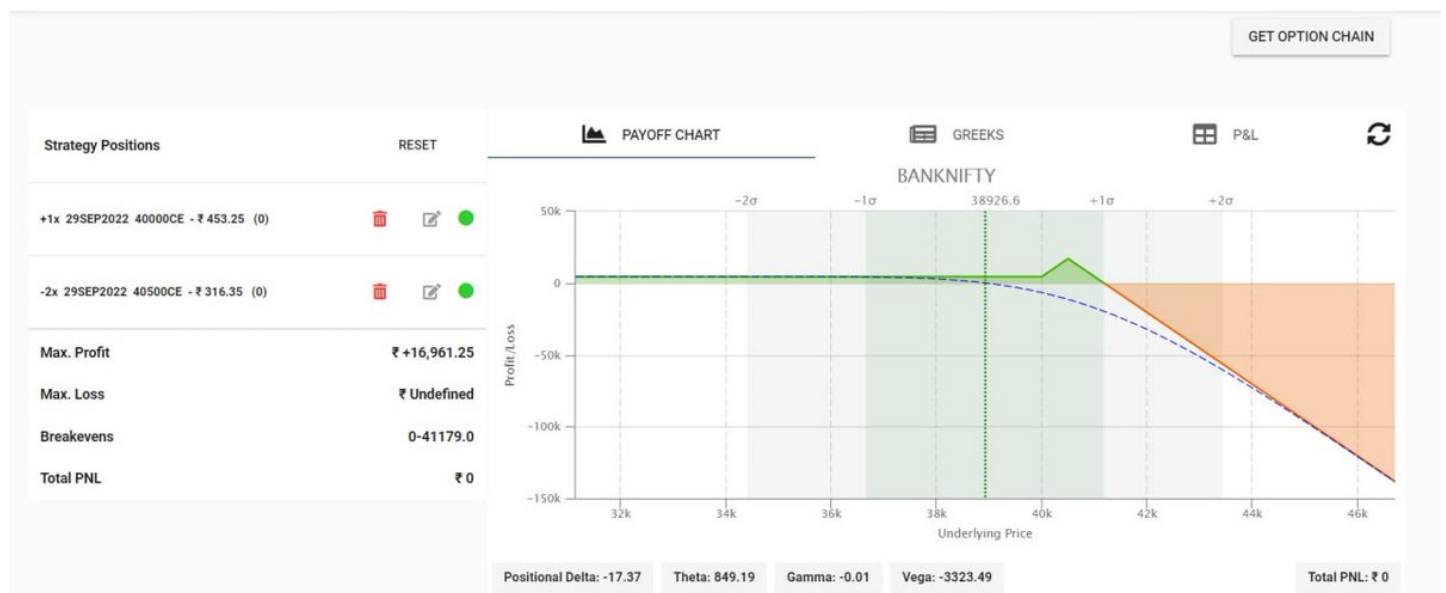 GET OPTION CHAIN
Strategy Positions RESET
+1x 29SEP2022 40000CE - ₹ 453.25 (0)
-2x 29SEP2022 40500CE - ₹ 316.35 (0)
Max. Profit ₹ +16,961.25
Max. Loss ₹ Undefined
Breakevens 0-41179.0
Total PNL ₹ 0
PAYOFF CHART GREEKS P&L
BANKNIFTY
-2σ -1σ 38926.6 +1σ +2σ
50k
0
-50k
-100k
-150k
Profit/Loss
32k 34k 36k 38k 40k 42k 44k 46k
Underlying Price
Positional Delta: -17.37 Theta: 849.19 Gamma: -0.01 Vega: -3323.49 Total PNL: ₹ 0